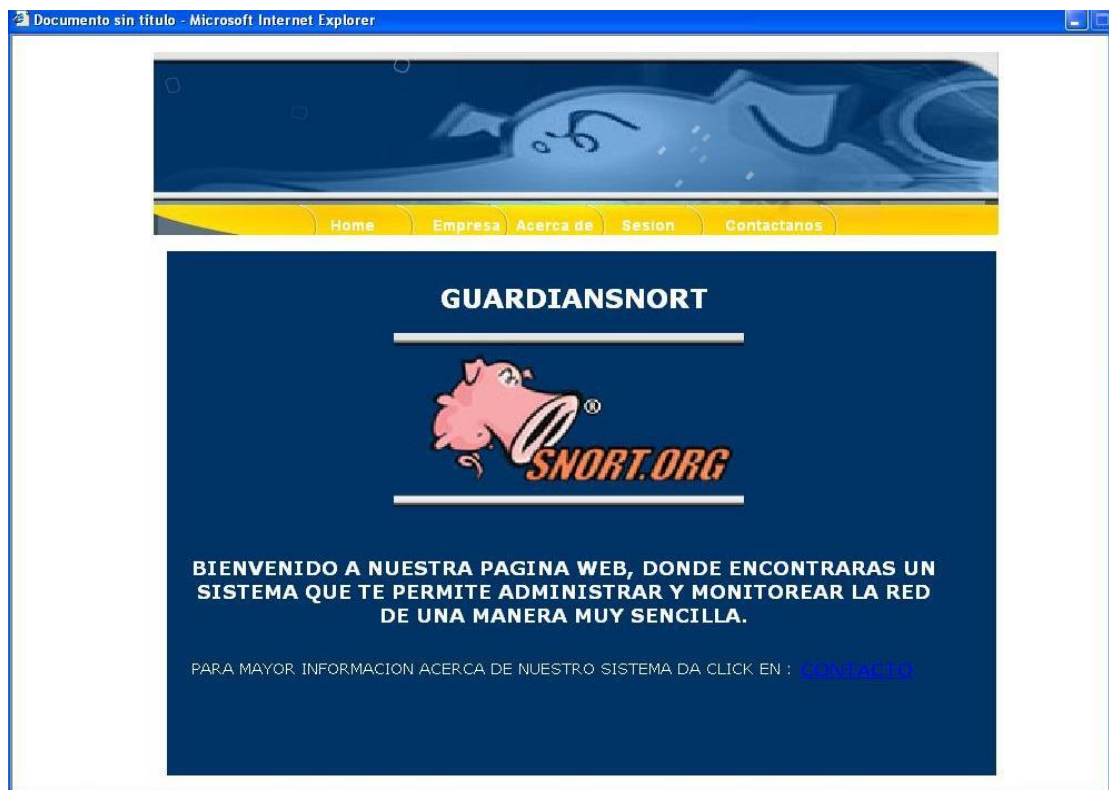 Documento sin título - Microsoft Internet Explorer
Home Empresa Acerca de Sesion Contactanos
GUARDIANSNORT
®
SNORT.ORG
BIENVENIDO A NUESTRA PAGINA WEB, DONDE ENCONTRARAS UN
SISTEMA QUE TE PERMITE ADMINISTRAR Y MONITOREAR LA RED
DE UNA MANERA MUY SENCILLA.
PARA MAYOR INFORMACION ACERCA DE NUESTRO SISTEMA DA CLICK EN : CONTACTO